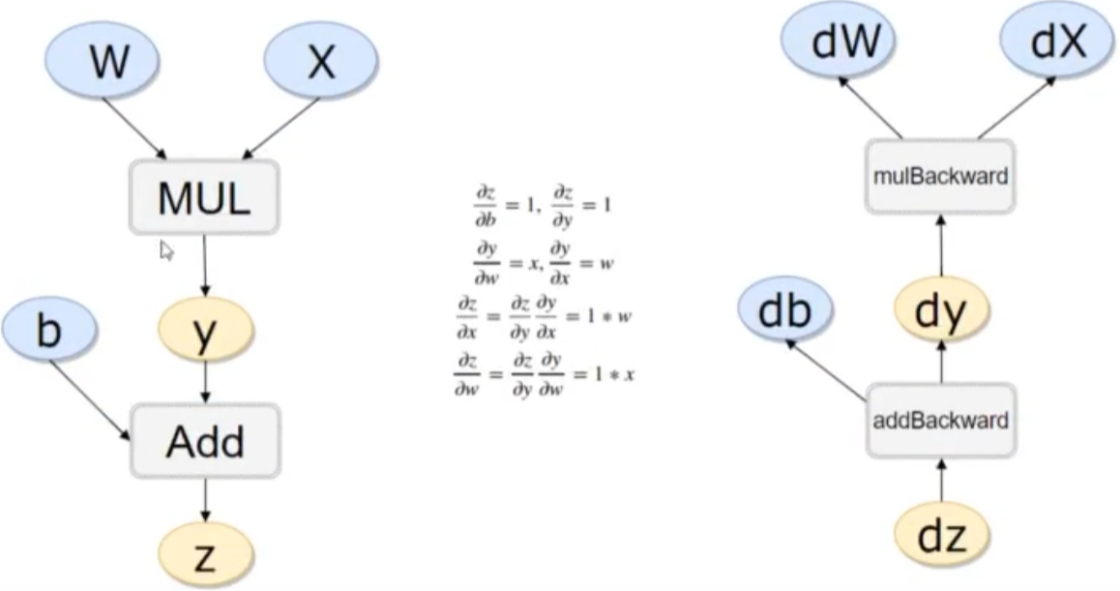 W
X
MUL
b
y
Add
z
∂z/∂b = 1, ∂z/∂y = 1
∂y/∂w = x, ∂y/∂x = w
∂z/∂x = ∂z/∂y ∂y/∂x = 1 * w
∂z/∂w = ∂z/∂y ∂y/∂w = 1 * x
dW
dX
mulBackward
db
dy
addBackward
dz